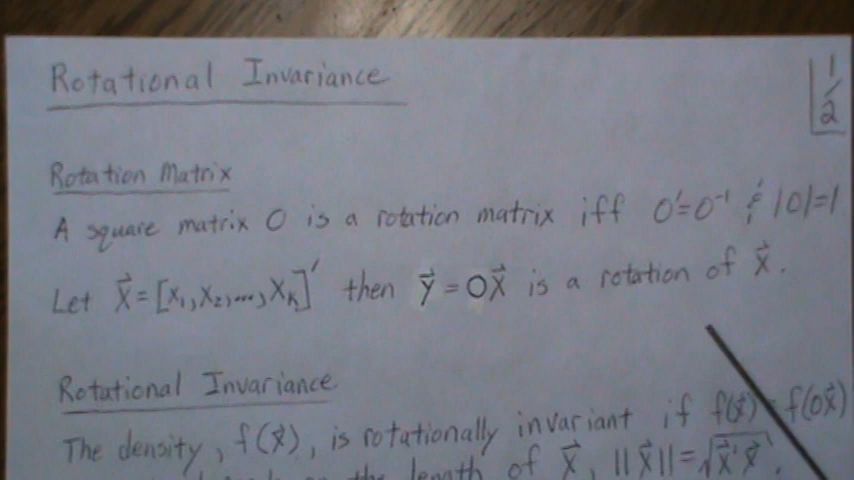 Rotational Invariance
1/2
Rotation Matrix
A square matrix O is a rotation matrix iff O'=O⁻¹ & |O|=1
Let X⃗=[X₁,X₂,...,Xₖ]' then Y⃗=OX⃗ is a rotation of X⃗.
Rotational Invariance
The density, f(X⃗), is rotationally invariant if f(X⃗)=f(OX⃗)
the length of X⃗, ||X⃗||=√X⃗'X⃗.